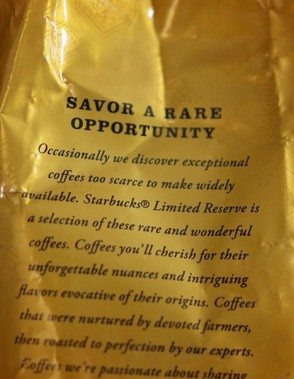 SAVOR A RARE
OPPORTUNITY
Occasionally we discover exceptional
coffees too scarce to make widely
available. Starbucks® Limited Reserve is
a selection of these rare and wonderful
coffees. Coffees you'll cherish for their
unforgettable nuances and intriguing
flavors evocative of their origins. Coffees
that were nurtured by devoted farmers,
then roasted to perfection by our experts.
Coffees we're passionate about sharing